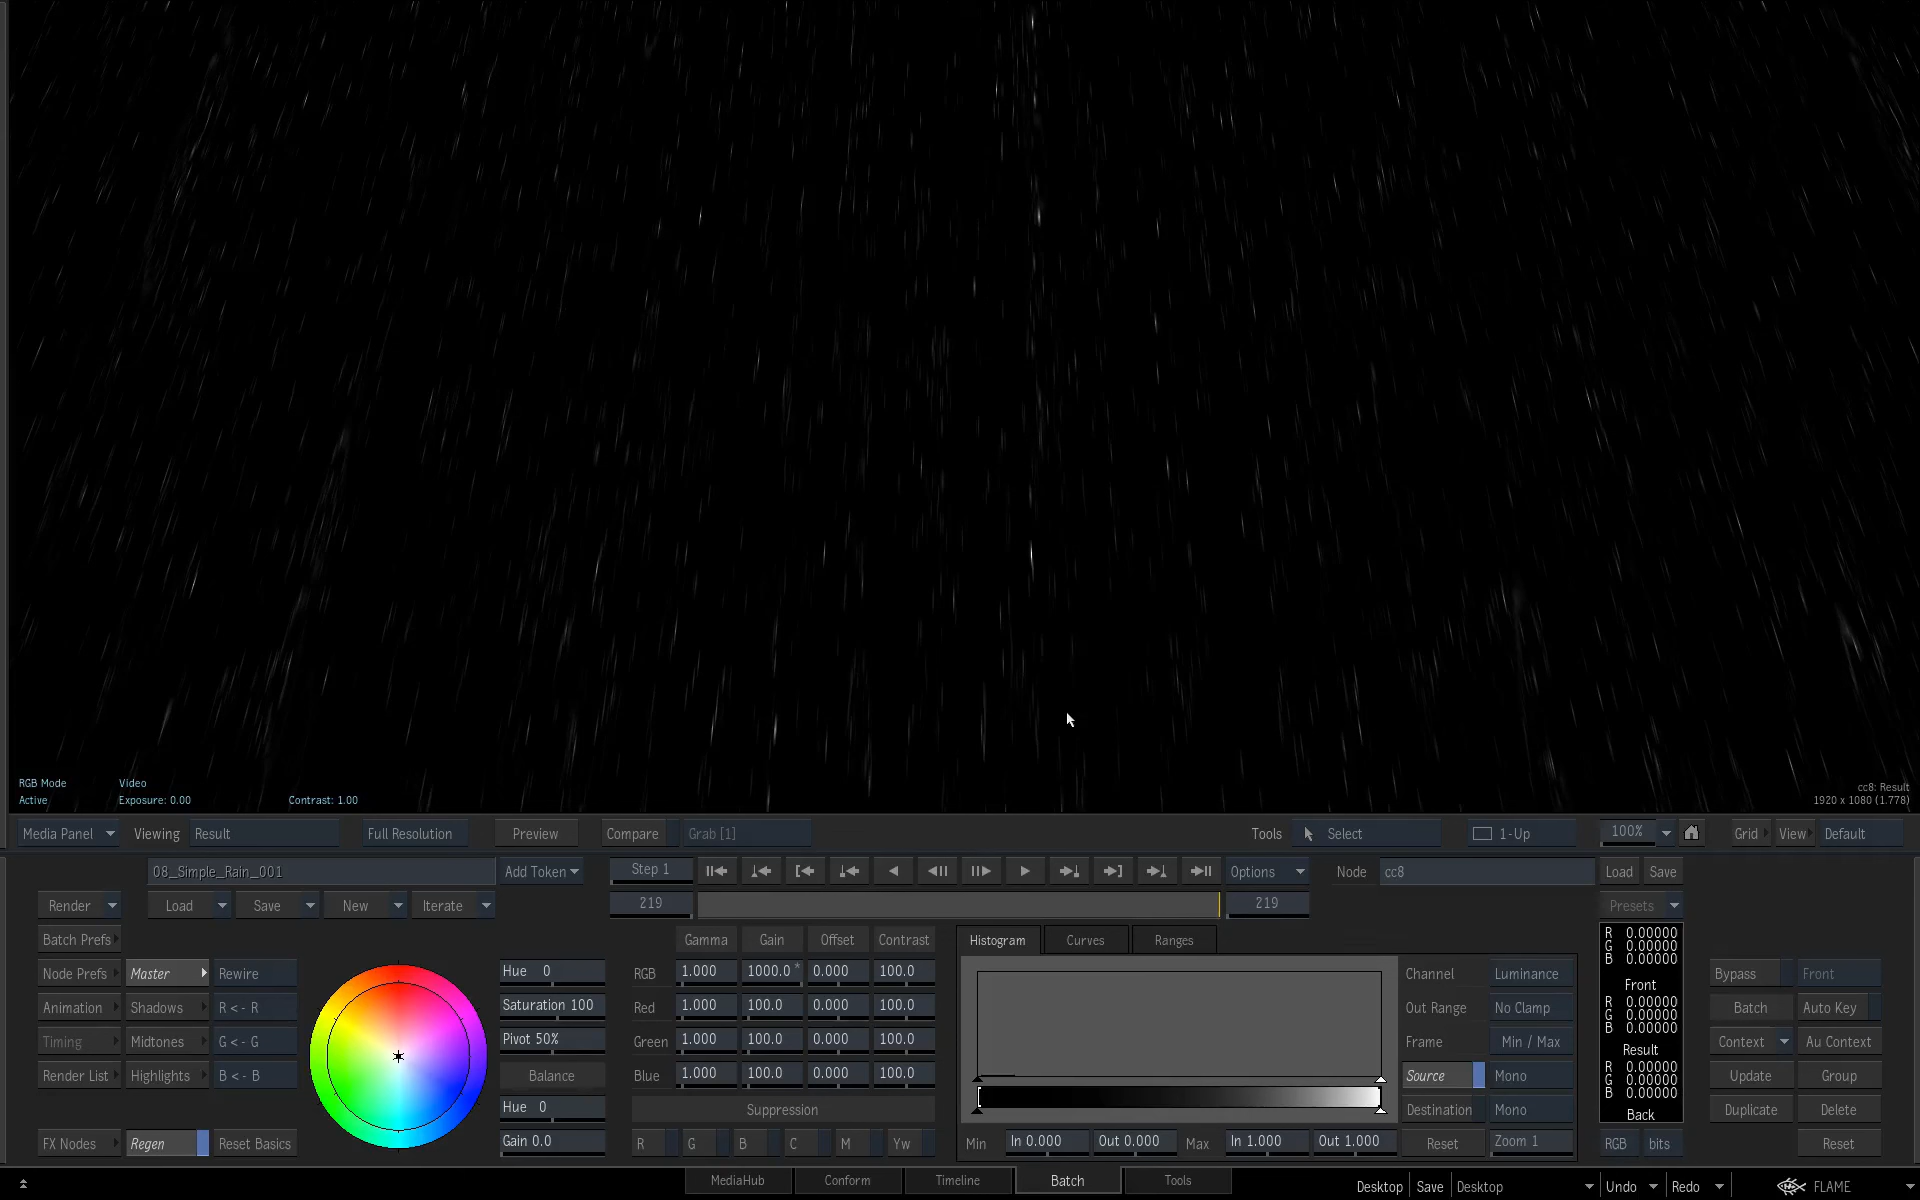 RGB Mode Video
Active Exposure: 0.00 Contrast: 1.00
cc8: Result
1920 x 1080 (1.778)
Media Panel Viewing Result Full Resolution Preview Compare Grab [1] Tools Select 1-Up 100% Grid View Default
08_Simple_Rain_001 Add Token Step 1 Options Node cc8 Load Save
Render Load Save New Iterate 219 219 Presets
Batch Prefs Gamma Gain Offset Contrast Histogram Curves Ranges
R 0.00000
G 0.00000
B 0.00000
Node Prefs Master Rewire Hue 0 RGB 1.000 1000.0 * 0.000 100.0 Channel Luminance Front Bypass Front
Animation Shadows R <- R Saturation 100 Red 1.000 100.0 0.000 100.0 Out Range No Clamp Batch Auto Key
R 0.00000
G 0.00000
B 0.00000
Timing Midtones G <- G Pivot 50% Green 1.000 100.0 0.000 100.0 Frame Min / Max Result Context Au Context
Render List Highlights B <- B Balance Blue 1.000 100.0 0.000 100.0 Source Mono Update Group
R 0.00000
G 0.00000
B 0.00000
Hue 0 Suppression Destination Mono Back Duplicate Delete
FX Nodes Regen Reset Basics Gain 0.0 R G B C M Yw Min In 0.000 Out 0.000 Max In 1.000 Out 1.000 Reset Zoom 1 RGB bits Reset
MediaHub Conform Timeline Batch Tools Desktop Save Desktop Undo Redo FLAME